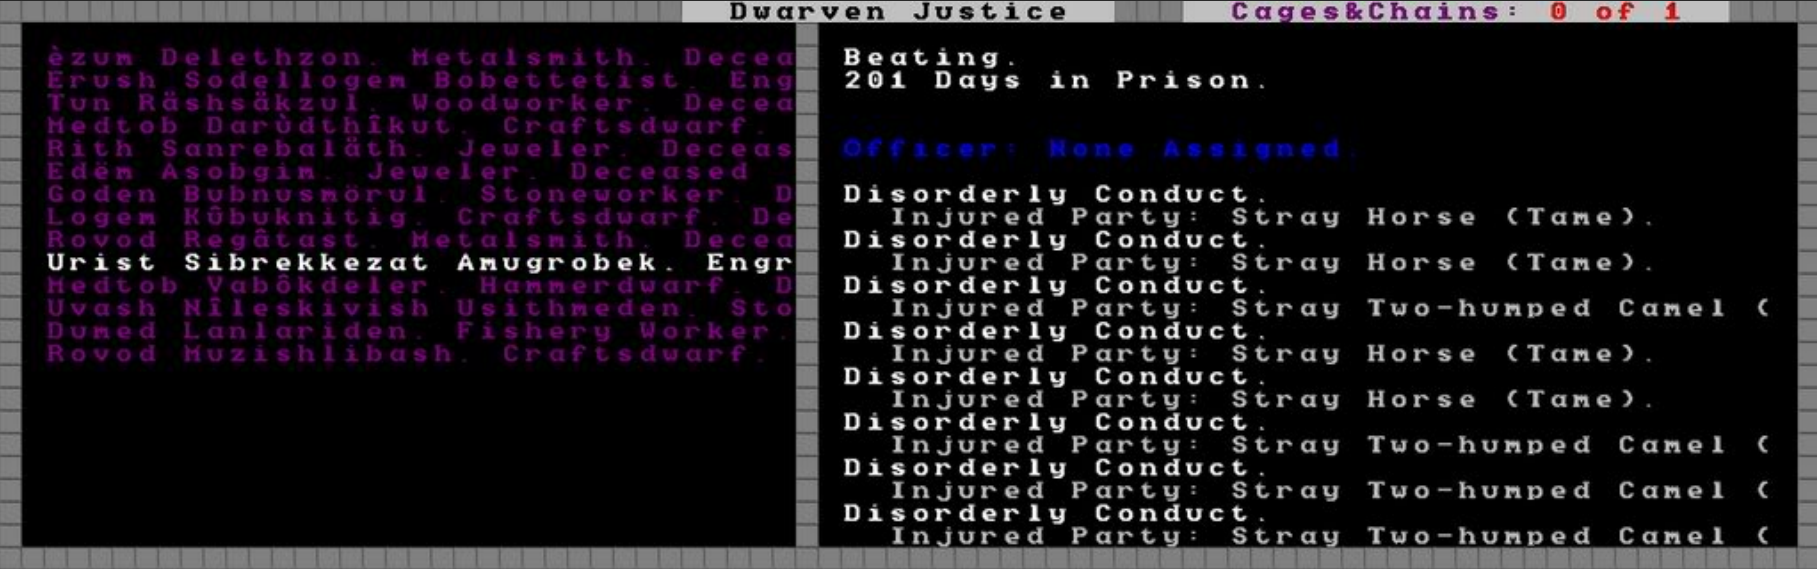 Dwarven Justice
Cages&Chains: 0 of 1
èzum Delethzon. Metalsmith. Decea
Erush Sodellogem Bobettetist. Eng
Tun Räshsäkzul. Woodworker. Decea
Medtob Darùdthîkut. Craftsdwarf.
Rith Sanrebaläth. Jeweler. Deceas
Edëm Asobgim. Jeweler. Deceased
Goden Bubnusmörul. Stoneworker. D
Logem Kûbuknitig. Craftsdwarf. De
Rovod Regâtast. Metalsmith. Decea
Urist Sibrekkezat Amugrobek. Engr
Medtob Vabôkdeler. Hammerdwarf. D
Uvash Nîleskivish Usithmeden. Sto
Dumed Lanlariden. Fishery Worker.
Rovod Muzishlibash. Craftsdwarf.
Beating.
201 Days in Prison.
Officer: None Assigned.
Disorderly Conduct.
Injured Party: Stray Horse (Tame).
Disorderly Conduct.
Injured Party: Stray Horse (Tame).
Disorderly Conduct.
Injured Party: Stray Two-humped Camel (
Disorderly Conduct.
Injured Party: Stray Horse (Tame).
Disorderly Conduct.
Injured Party: Stray Horse (Tame).
Disorderly Conduct.
Injured Party: Stray Two-humped Camel (
Disorderly Conduct.
Injured Party: Stray Two-humped Camel (
Disorderly Conduct.
Injured Party: Stray Two-humped Camel (